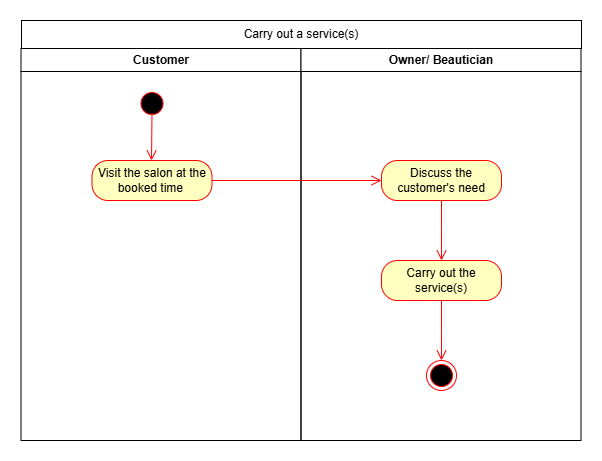 Carry out a service(s)
Customer
Owner/ Beautician
Visit the salon at the
booked time
Discuss the
customer's need
Carry out the
service(s)